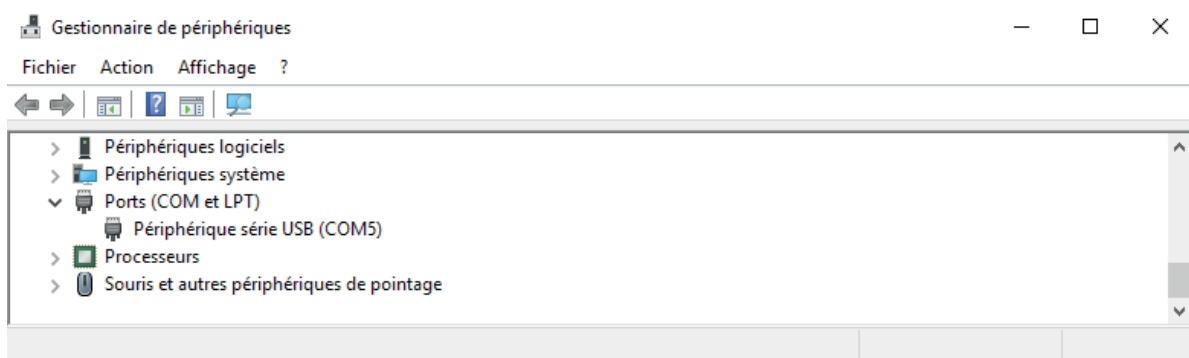 Gestionnaire de périphériques
Fichier Action Affichage ?
Périphériques logiciels
Périphériques système
Ports (COM et LPT)
Périphérique série USB (COM5)
Processeurs
Souris et autres périphériques de pointage